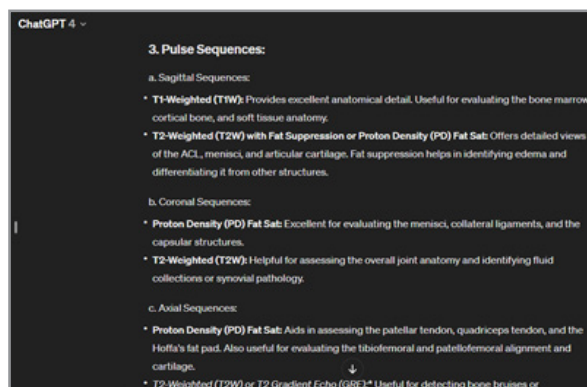 ChatGPT 4
3. Pulse Sequences:
a. Sagittal Sequences:
• T1-Weighted (T1W): Provides excellent anatomical detail. Useful for evaluating the bone marrow
cortical bone, and soft tissue anatomy.
• T2-Weighted (T2W) with Fat Suppression or Proton Density (PD) Fat Sat: Offers detailed views
of the ACL, menisci, and articular cartilage. Fat suppression helps in identifying edema and
differentiating it from other structures.
b. Coronal Sequences:
• Proton Density (PD) Fat Sat: Excellent for evaluating the menisci, collateral ligaments, and the
capsular structures.
• T2-Weighted (T2W): Helpful for assessing the overall joint anatomy and identifying fluid
collections or synovial pathology.
c. Axial Sequences:
• Proton Density (PD) Fat Sat: Aids in assessing the patellar tendon, quadriceps tendon, and the
Hoffa's fat pad. Also useful for evaluating the tibiofemoral and patellofemoral alignment and
cartilage.
• T2-Weighted (T2W) or T2 Gradient Echo (GRE):* Useful for detecting bone bruises or